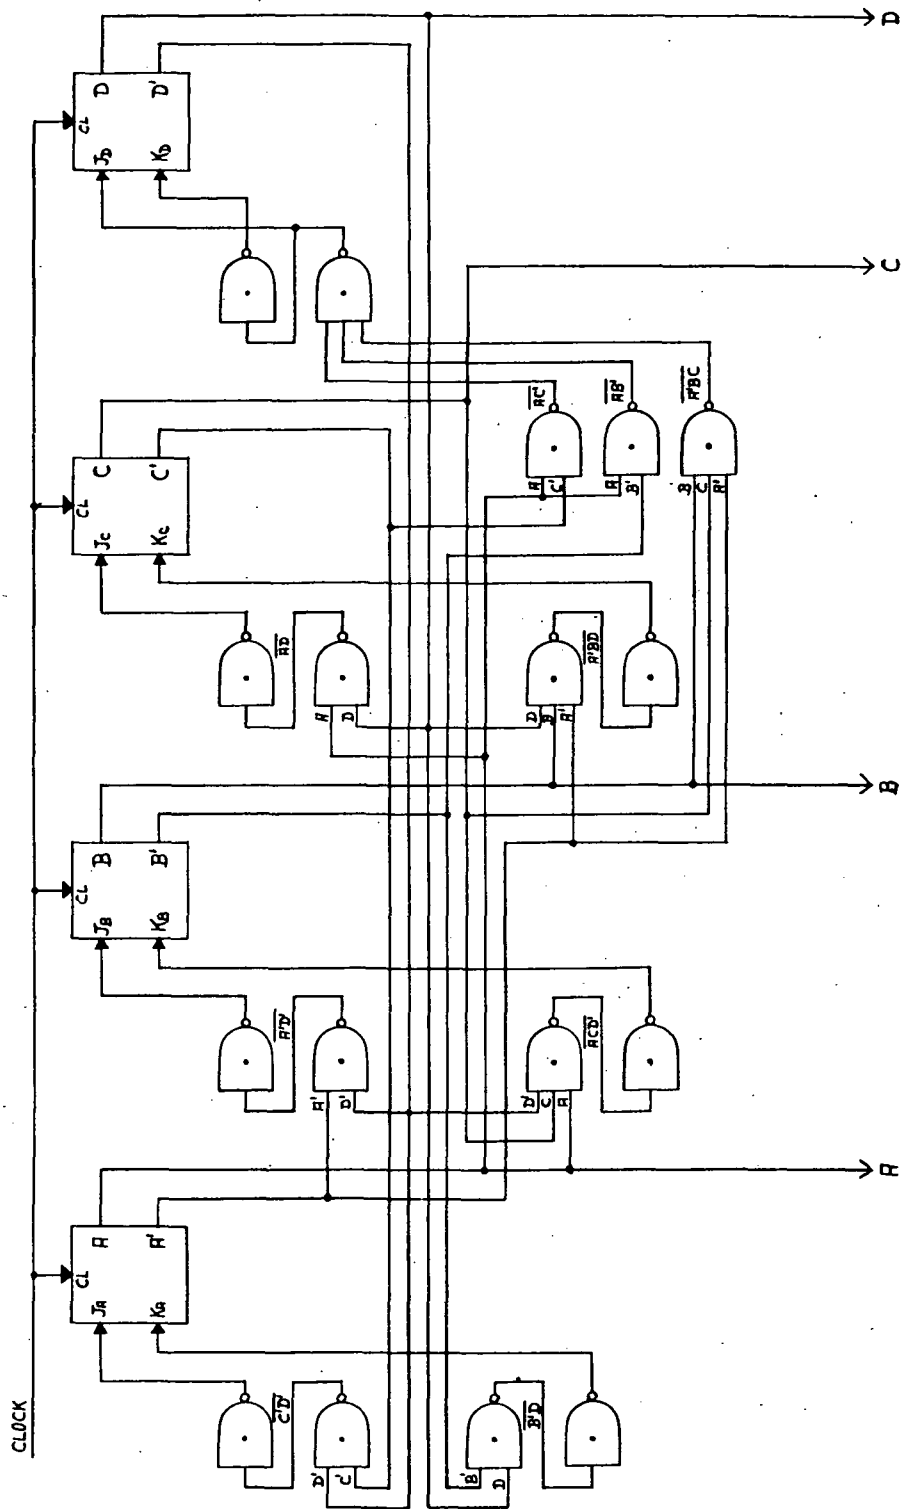 CLOCK
CL CL CL CL
JA A JB B JC C JD D
KA A' KB B' KC C' KD D'
C'D' A'D' AD
D' A' A
C' D' D
B' D' D A
D C B C'
A A'
B'D ACD' A'BD AC'
A
B' AB'
B
C
A' A'BC
A B C D